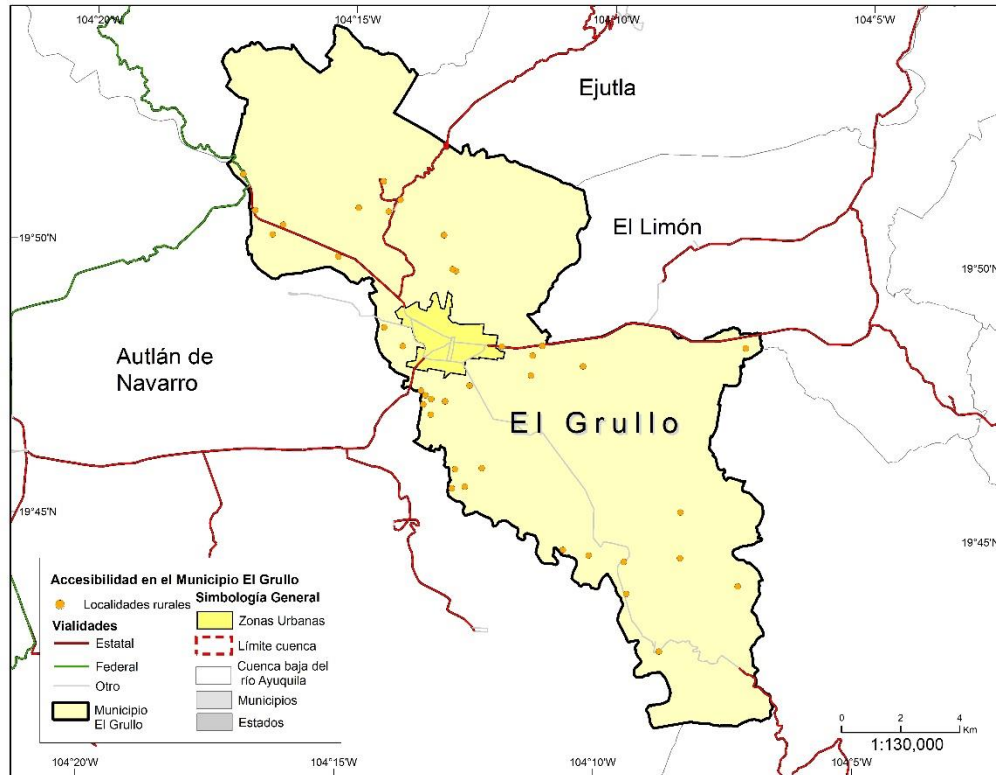 104°20'W
104°15'W
104°10'W
104°5'W
Ejutla
19°50'N
El Limón
19°50'N
Autlán de
Navarro
El Grullo
19°45'N
19°45'N
Accesibilidad en el Municipio El Grullo
Localidades rurales
Vialidades
Estatal
Federal
Otro
Municipio
El Grullo
Simbología General
Zonas Urbanas
Límite cuenca
Cuenca baja del
río Ayuquila
Municipios
Estados
0 2 4
Km
1:130,000
104°20'W
104°15'W
104°10'W
104°5'W